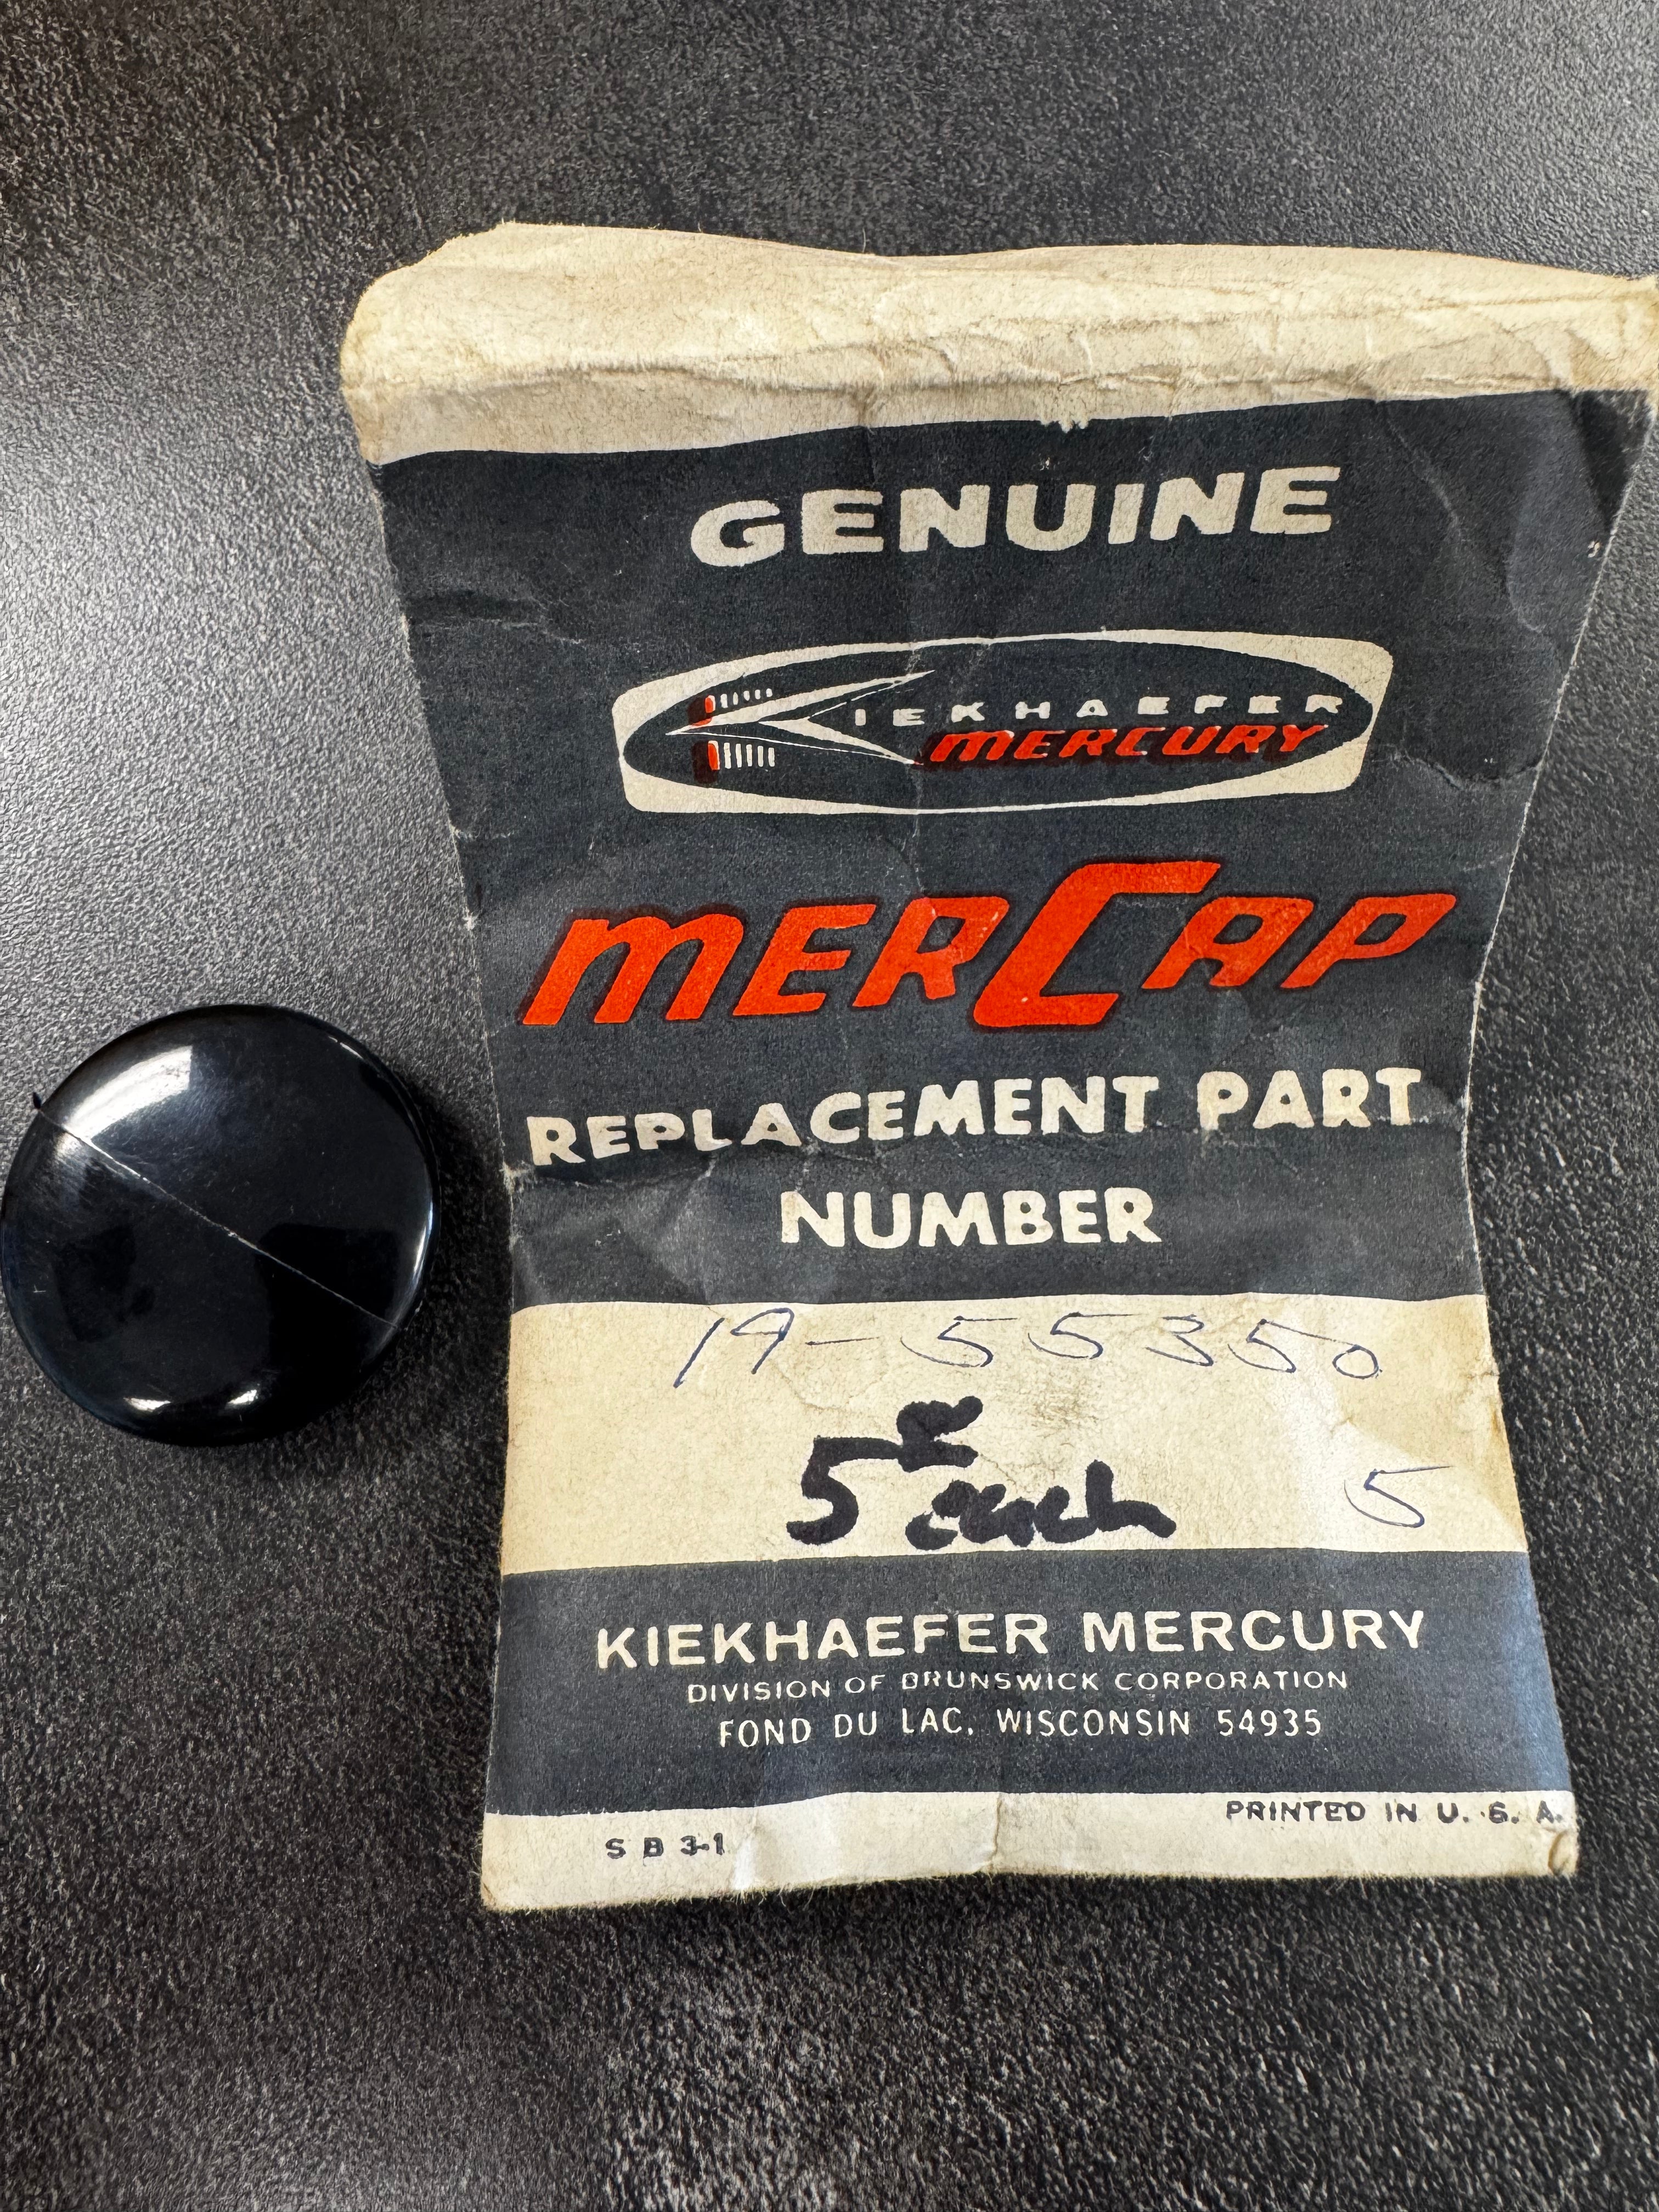 GENUINE
KIEKHAEFER
MERCURY
MERCAP
REPLACEMENT PART
NUMBER
19-55350
5
each
5
KIEKHAEFER MERCURY
DIVISION OF BRUNSWICK CORPORATION
FOND DU LAC, WISCONSIN 54935
PRINTED IN U. S. A.
S B 3-1